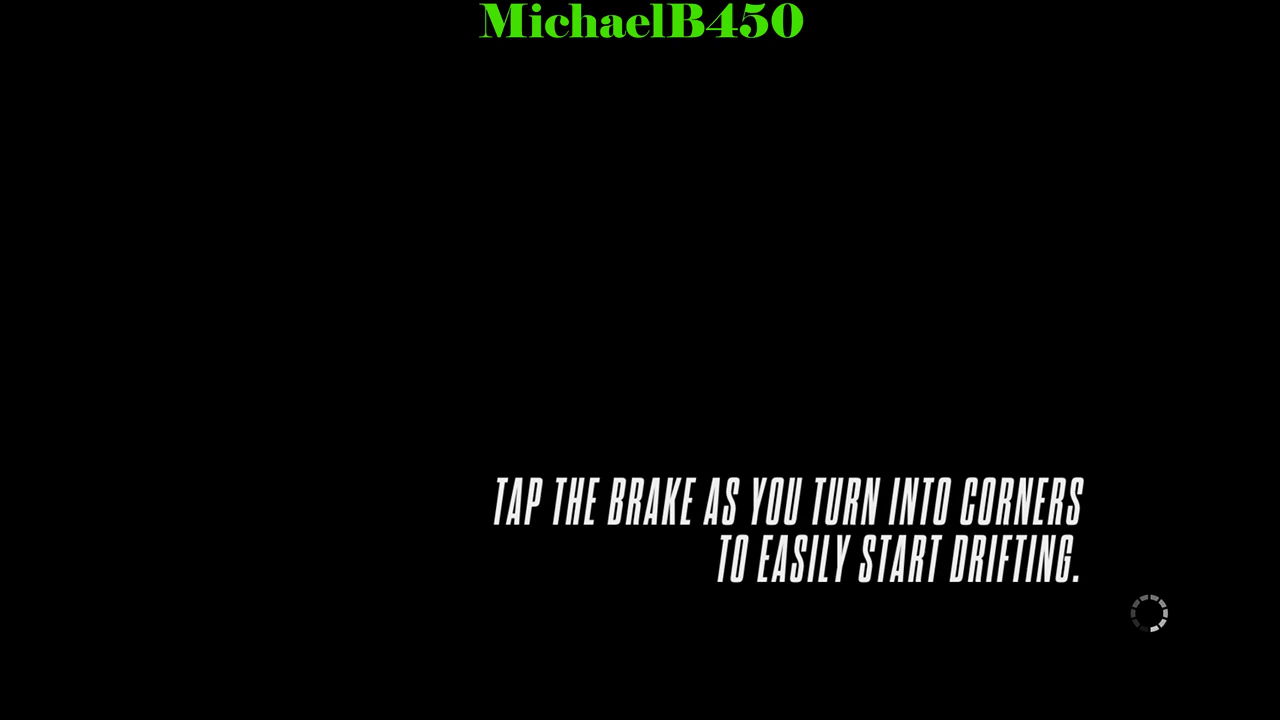 MichaelB450
TAP THE BRAKE AS YOU TURN INTO CORNERS
TO EASILY START DRIFTING.